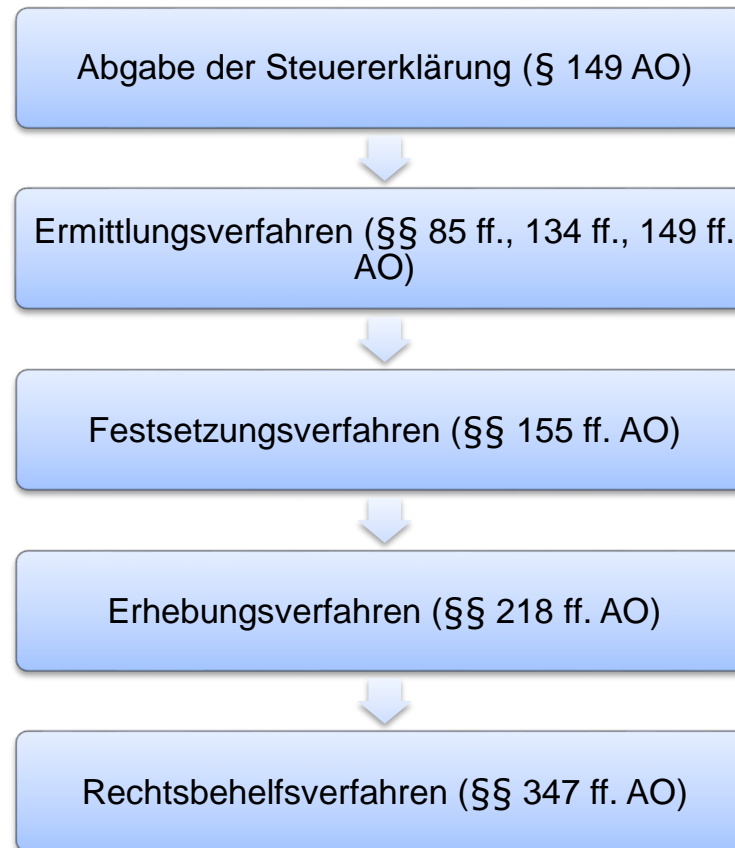 Abgabe der Steuererklärung (§ 149 AO)
Ermittlungsverfahren (§§ 85 ff., 134 ff., 149 ff.
AO)
Festsetzungsverfahren (§§ 155 ff. AO)
Erhebungsverfahren (§§ 218 ff. AO)
Rechtsbehelfsverfahren (§§ 347 ff. AO)